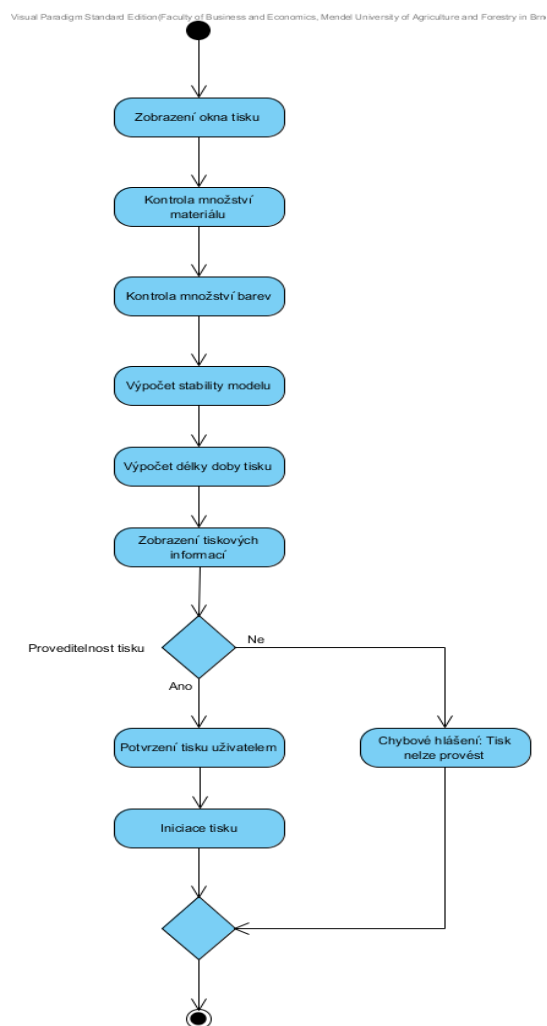 Visual Paradigm Standard Edition(Faculty of Business and Economics, Mendel University of Agriculture and Forestry in Brn
Zobrazení okna tisku
Kontrola množství
materiálu
Kontrola množství barev
Výpočet stability modelu
Výpočet délky doby tisku
Zobrazení tiskových
informací
Proveditelnost tisku
Ne
Ano
Potvrzení tisku uživatelem
Chybové hlášení: Tisk
nelze provést
Iniciace tisku